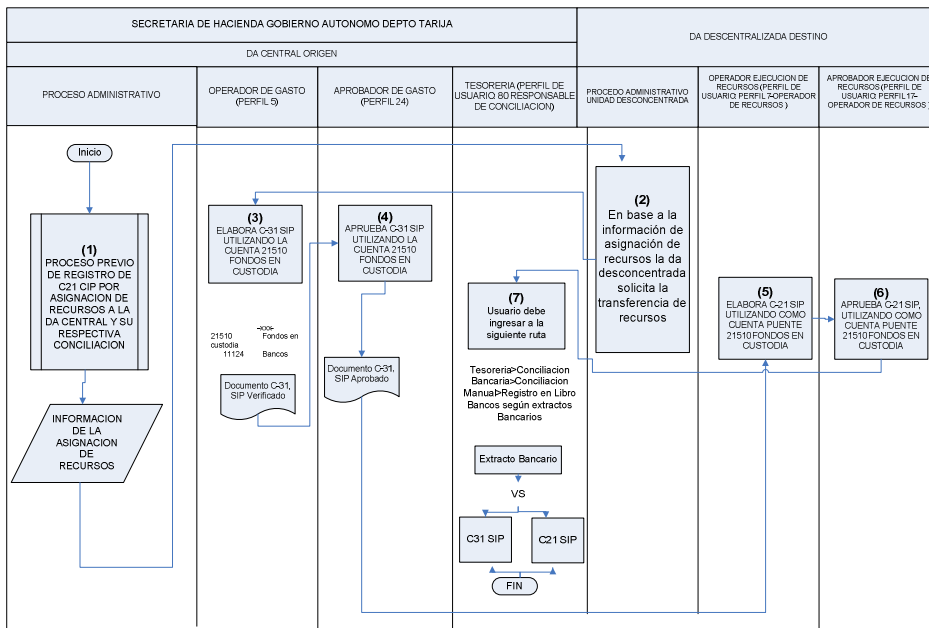 SECRETARIA DE HACIENDA GOBIERNO AUTONOMO DEPTO TARIJA
DA DESCENTRALIZADA DESTINO
DA CENTRAL ORIGEN
PROCESO ADMINISTRATIVO
OPERADOR DE GASTO
(PERFIL 5)
APROBADOR DE GASTO
(PERFIL 24)
TESORERIA (PERFIL DE
USUARIO: 80 RESPONSABLE
DE CONCILIACION)
PROCEDO ADMINISTRATIVO
UNIDAD DESCONCENTRADA
OPERADOR EJECUCION DE
RECURSOS (PERFIL DE
USUARIO: PERFIL 7-OPERADOR
DE RECURSOS )
APROBADOR EJECUCION DE
RECURSOS (PERFIL DE
USUARIO: PERFIL 17–
OPERADOR DE RECURSOS )
Inicio
(1)
PROCESO PREVIO
DE REGISTRO DE
C21 CIP POR
ASIGNACION DE
RECURSOS A LA
DA CENTRAL Y SU
RESPECTIVA
CONCILIACION
INFORMACION
DE LA
ASIGNACION
DE
RECURSOS
(3)
ELABORA C-31 SIP
UTILIZANDO LA
CUENTA 21510
FONDOS EN
CUSTODIA
-xxx-
21510 Fondos en
custodia
11124 Bancos
Documento C-31,
SIP Verificado
(4)
APRUEBA C-31 SIP
UTILIZANDO LA
CUENTA 21510
FONDOS EN
CUSTODIA
Documento C-31,
SIP Aprobado
(7)
Usuario debe
ingresar a la
siguiente ruta
Tesoreria>Conciliacion
Bancaria>Conciliacion
Manual>Registro en Libro
Bancos según extractos
Bancarios
Extracto Bancario
VS
C31 SIP
C21 SIP
FIN
(2)
En base a la
información de
asignación de
recursos la da
desconcentrada
solicita la
transferencia de
recursos
(5)
ELABORA C-21 SIP
UTILIZANDO COMO
CUENTA PUENTE
21510 FONDOS EN
CUSTODIA
(6)
APRUEBA C-21 SIP,
UTILIZANDO COMO
CUENTA PUENTE
21510 FONDOS EN
CUSTODIA